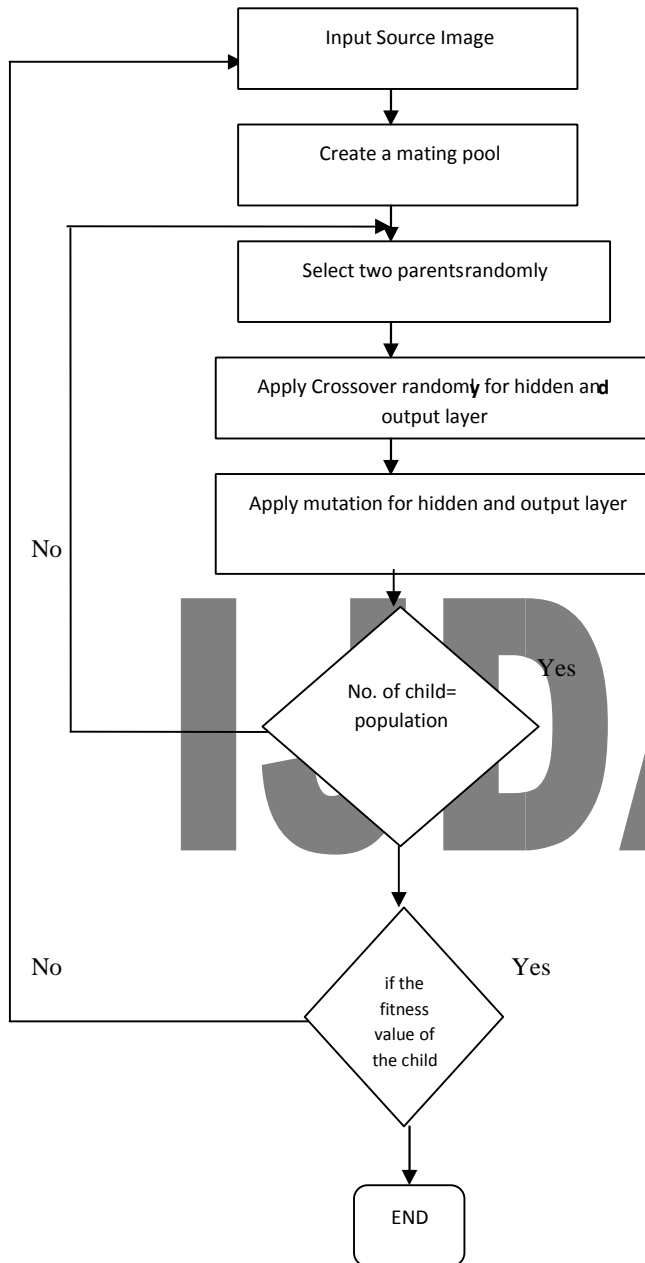 Input Source Image
Create a mating pool
Select two parentsrandomly
Apply Crossover randomly for hidden and
output layer
Apply mutation for hidden and output layer
No
Yes
No. of child=
population
IJDA
No
Yes
if the
fitness
value of
the child
END